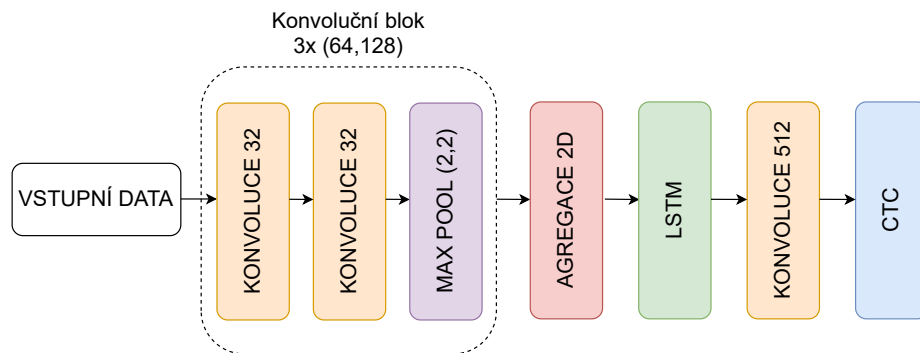 Konvoluční blok
3x (64,128)
VSTUPNÍ DATA
KONVOLUCE 32
KONVOLUCE 32
MAX POOL (2,2)
AGREGACE 2D
LSTM
KONVOLUCE 512
CTC